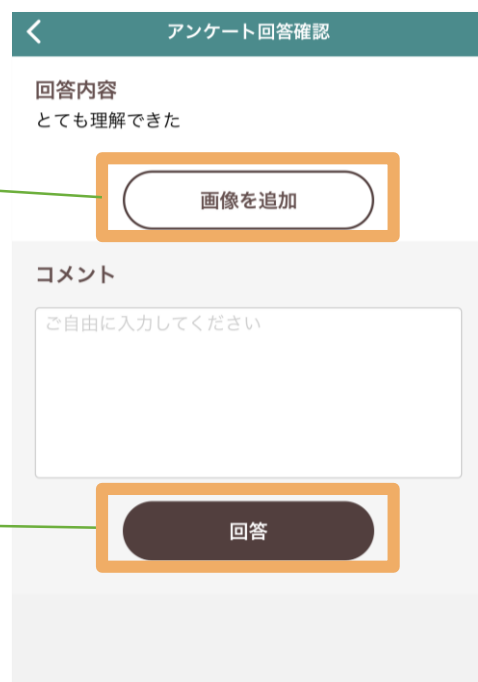 アンケート回答確認
回答内容
とても理解できた
画像を追加
コメント
ご自由に入力してください
回答